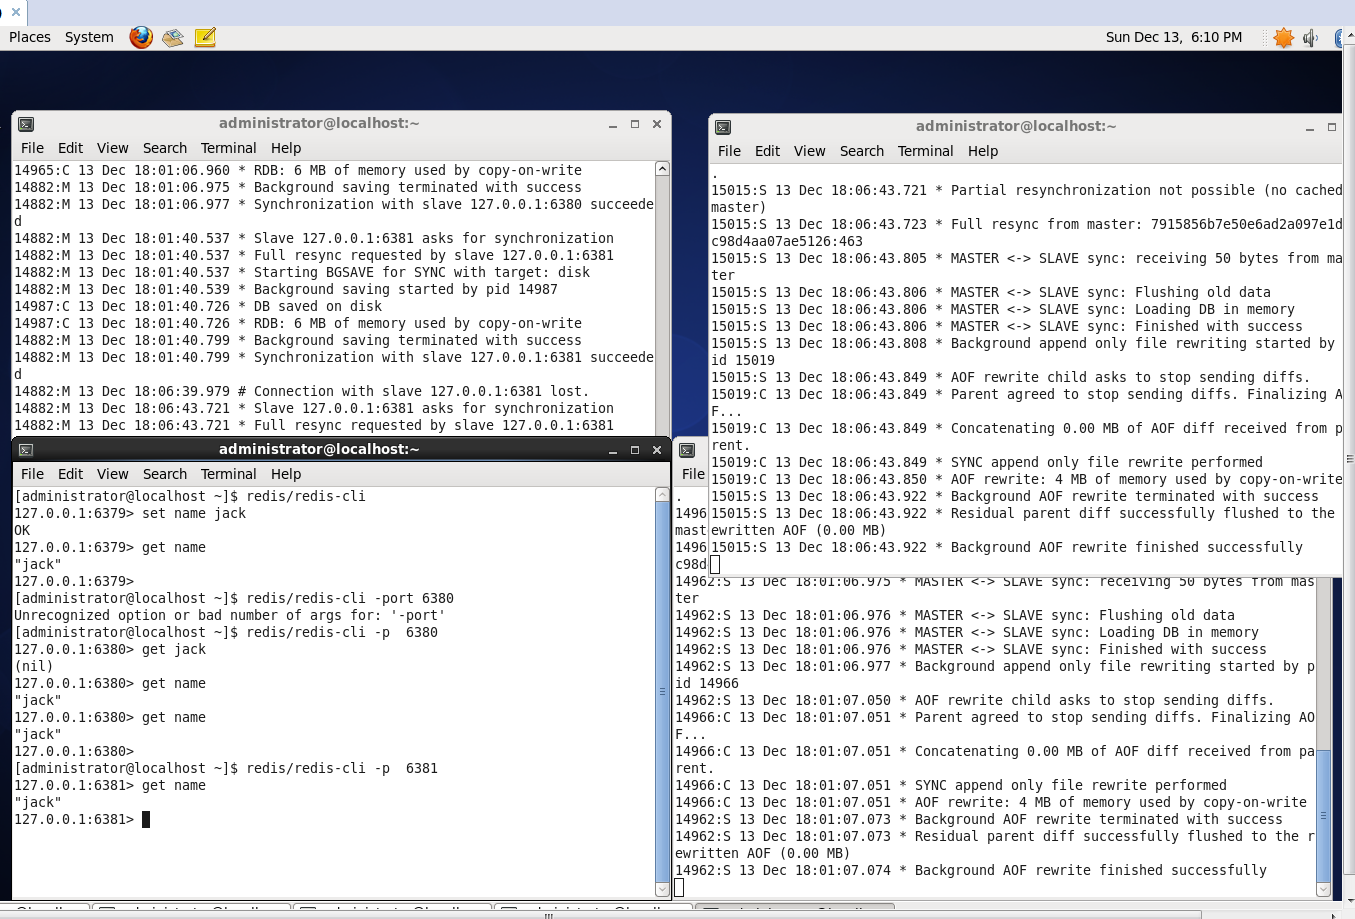 Places System
Sun Dec 13, 6:10 PM
administrator@localhost:~
File Edit View Search Terminal Help
14965:C 13 Dec 18:01:06.960 * RDB: 6 MB of memory used by copy-on-write
14882:M 13 Dec 18:01:06.975 * Background saving terminated with success
14882:M 13 Dec 18:01:06.977 * Synchronization with slave 127.0.0.1:6380 succeede
d
14882:M 13 Dec 18:01:40.537 * Slave 127.0.0.1:6381 asks for synchronization
14882:M 13 Dec 18:01:40.537 * Full resync requested by slave 127.0.0.1:6381
14882:M 13 Dec 18:01:40.537 * Starting BGSAVE for SYNC with target: disk
14882:M 13 Dec 18:01:40.539 * Background saving started by pid 14987
14987:C 13 Dec 18:01:40.726 * DB saved on disk
14987:C 13 Dec 18:01:40.726 * RDB: 6 MB of memory used by copy-on-write
14882:M 13 Dec 18:01:40.799 * Background saving terminated with success
14882:M 13 Dec 18:01:40.799 * Synchronization with slave 127.0.0.1:6381 succeede
d
14882:M 13 Dec 18:06:39.979 # Connection with slave 127.0.0.1:6381 lost.
14882:M 13 Dec 18:06:43.721 * Slave 127.0.0.1:6381 asks for synchronization
14882:M 13 Dec 18:06:43.721 * Full resync requested by slave 127.0.0.1:6381
administrator@localhost:~
File Edit View Search Terminal Help
.
15015:S 13 Dec 18:06:43.721 * Partial resynchronization not possible (no cached
master)
15015:S 13 Dec 18:06:43.723 * Full resync from master: 7915856b7e50e6ad2a097e1d
c98d4aa07ae5126:463
15015:S 13 Dec 18:06:43.805 * MASTER <-> SLAVE sync: receiving 50 bytes from ma
ter
15015:S 13 Dec 18:06:43.806 * MASTER <-> SLAVE sync: Flushing old data
15015:S 13 Dec 18:06:43.806 * MASTER <-> SLAVE sync: Loading DB in memory
15015:S 13 Dec 18:06:43.806 * MASTER <-> SLAVE sync: Finished with success
15015:S 13 Dec 18:06:43.808 * Background append only file rewriting started by
id 15019
15015:S 13 Dec 18:06:43.849 * AOF rewrite child asks to stop sending diffs.
15019:C 13 Dec 18:06:43.849 * Parent agreed to stop sending diffs. Finalizing A
F...
15019:C 13 Dec 18:06:43.849 * Concatenating 0.00 MB of AOF diff received from p
rent.
15019:C 13 Dec 18:06:43.849 * SYNC append only file rewrite performed
15019:C 13 Dec 18:06:43.850 * AOF rewrite: 4 MB of memory used by copy-on-write
15015:S 13 Dec 18:06:43.922 * Background AOF rewrite terminated with success
15015:S 13 Dec 18:06:43.922 * Residual parent diff successfully flushed to the
ewritten AOF (0.00 MB)
15015:S 13 Dec 18:06:43.922 * Background AOF rewrite finished successfully
administrator@localhost:~
File Edit View Search Terminal Help
[administrator@localhost ~]$ redis/redis-cli
127.0.0.1:6379> set name jack
OK
127.0.0.1:6379> get name
"jack"
127.0.0.1:6379>
[administrator@localhost ~]$ redis/redis-cli -port 6380
Unrecognized option or bad number of args for: '-port'
[administrator@localhost ~]$ redis/redis-cli -p  6380
127.0.0.1:6380> get jack
(nil)
127.0.0.1:6380> get name
"jack"
127.0.0.1:6380> get name
"jack"
127.0.0.1:6380>
[administrator@localhost ~]$ redis/redis-cli -p  6381
127.0.0.1:6381> get name
"jack"
127.0.0.1:6381>
File
.
1496
mast
1496
c98d
14962:S 13 Dec 18:01:06.975 * MASTER <-> SLAVE sync: receiving 50 bytes from mas
ter
14962:S 13 Dec 18:01:06.976 * MASTER <-> SLAVE sync: Flushing old data
14962:S 13 Dec 18:01:06.976 * MASTER <-> SLAVE sync: Loading DB in memory
14962:S 13 Dec 18:01:06.976 * MASTER <-> SLAVE sync: Finished with success
14962:S 13 Dec 18:01:06.977 * Background append only file rewriting started by p
id 14966
14962:S 13 Dec 18:01:07.050 * AOF rewrite child asks to stop sending diffs.
14966:C 13 Dec 18:01:07.051 * Parent agreed to stop sending diffs. Finalizing AO
F...
14966:C 13 Dec 18:01:07.051 * Concatenating 0.00 MB of AOF diff received from pa
rent.
14966:C 13 Dec 18:01:07.051 * SYNC append only file rewrite performed
14966:C 13 Dec 18:01:07.051 * AOF rewrite: 4 MB of memory used by copy-on-write
14962:S 13 Dec 18:01:07.073 * Background AOF rewrite terminated with success
14962:S 13 Dec 18:01:07.073 * Residual parent diff successfully flushed to the r
ewritten AOF (0.00 MB)
14962:S 13 Dec 18:01:07.074 * Background AOF rewrite finished successfully